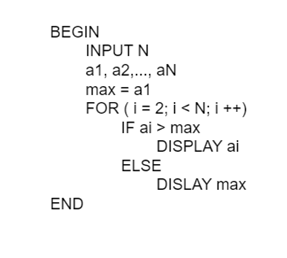 BEGIN
INPUT N
a1, a2,..., aN
max = a1
FOR ( i = 2; i < N; i ++)
IF ai > max
DISPLAY ai
ELSE
DISLAY max
END